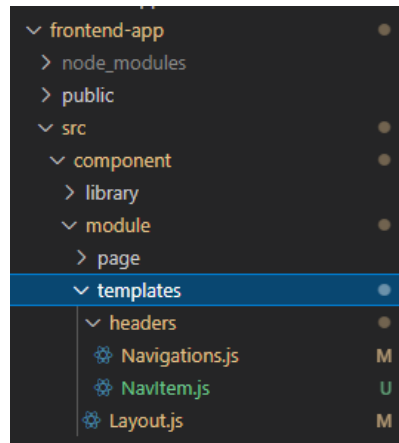 frontend-app
node_modules
public
src
component
library
module
page
templates
headers
Navigations.js M
NavItem.js U
Layout.js M